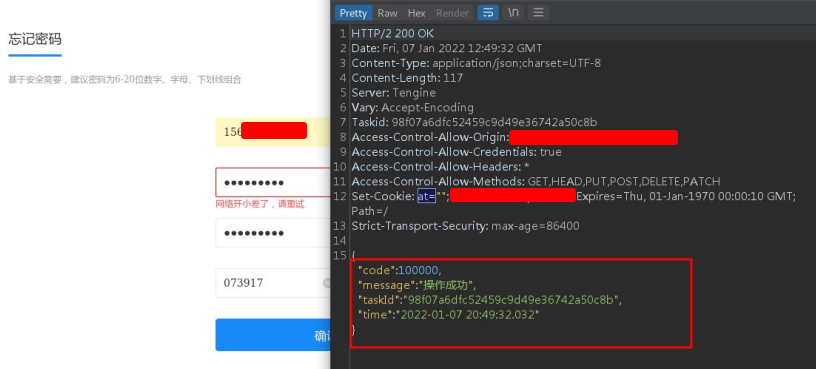 忘记密码
基于安全需要，建议密码为6-20位数字、字母、下划线组合
156
●●●●●●●●●
网络开小差了，请重试
●●●●●●●●●
073917
确
Pretty Raw Hex Render \n
1 HTTP/2 200 OK
2 Date: Fri, 07 Jan 2022 12:49:32 GMT
3 Content-Type: application/json;charset=UTF-8
4 Content-Length: 117
5 Server: Tengine
6 Vary: Accept-Encoding
7 Taskid: 98f07a6dfc52459c9d49e36742a50c8b
8 Access-Control-Allow-Origin:
9 Access-Control-Allow-Credentials: true
10 Access-Control-Allow-Headers: *
11 Access-Control-Allow-Methods: GET,HEAD,PUT,POST,DELETE,PATCH
12 Set-Cookie: at=""; Expires=Thu, 01-Jan-1970 00:00:10 GMT;
Path=/
13 Strict-Transport-Security: max-age=86400
14
15 {
"code":100000,
"message":"操作成功",
"taskId":"98f07a6dfc52459c9d49e36742a50c8b",
"time":"2022-01-07 20:49:32.032"
}